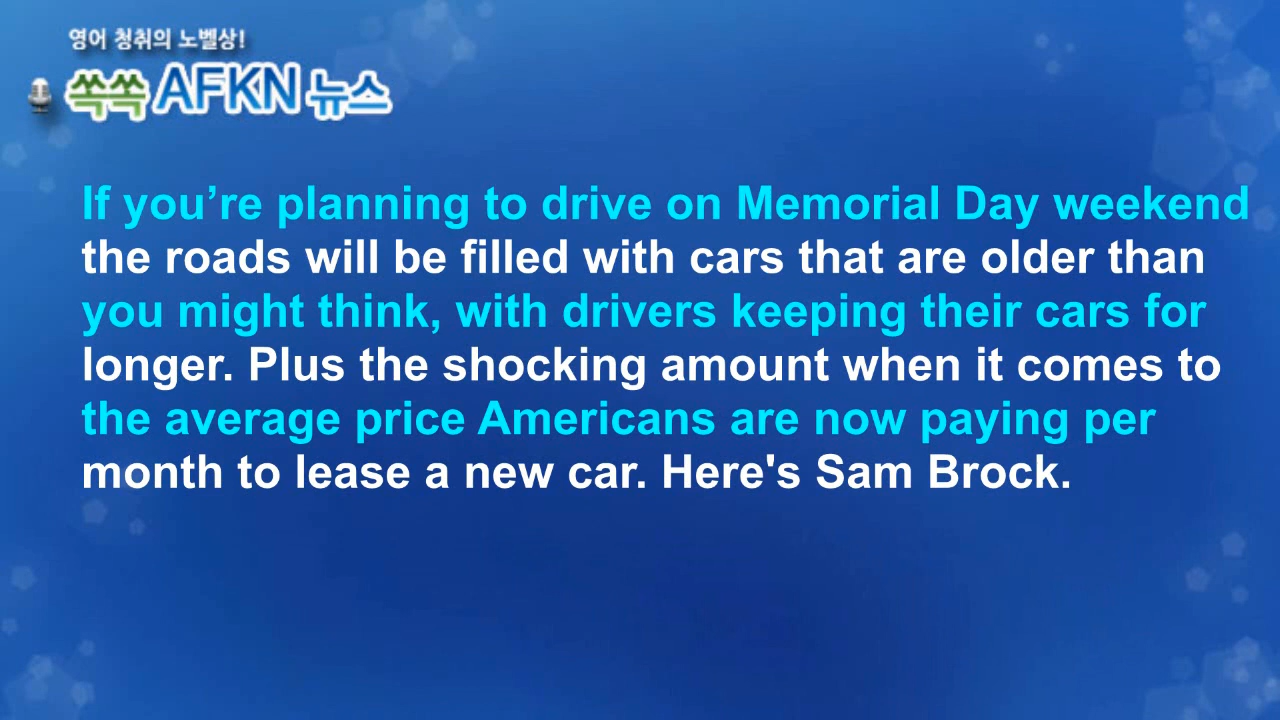 영어 청취의 노벨상!
쏙쏙 AFKN 뉴스
If you’re planning to drive on Memorial Day weekend
the roads will be filled with cars that are older than
you might think, with drivers keeping their cars for
longer. Plus the shocking amount when it comes to
the average price Americans are now paying per
month to lease a new car. Here's Sam Brock.